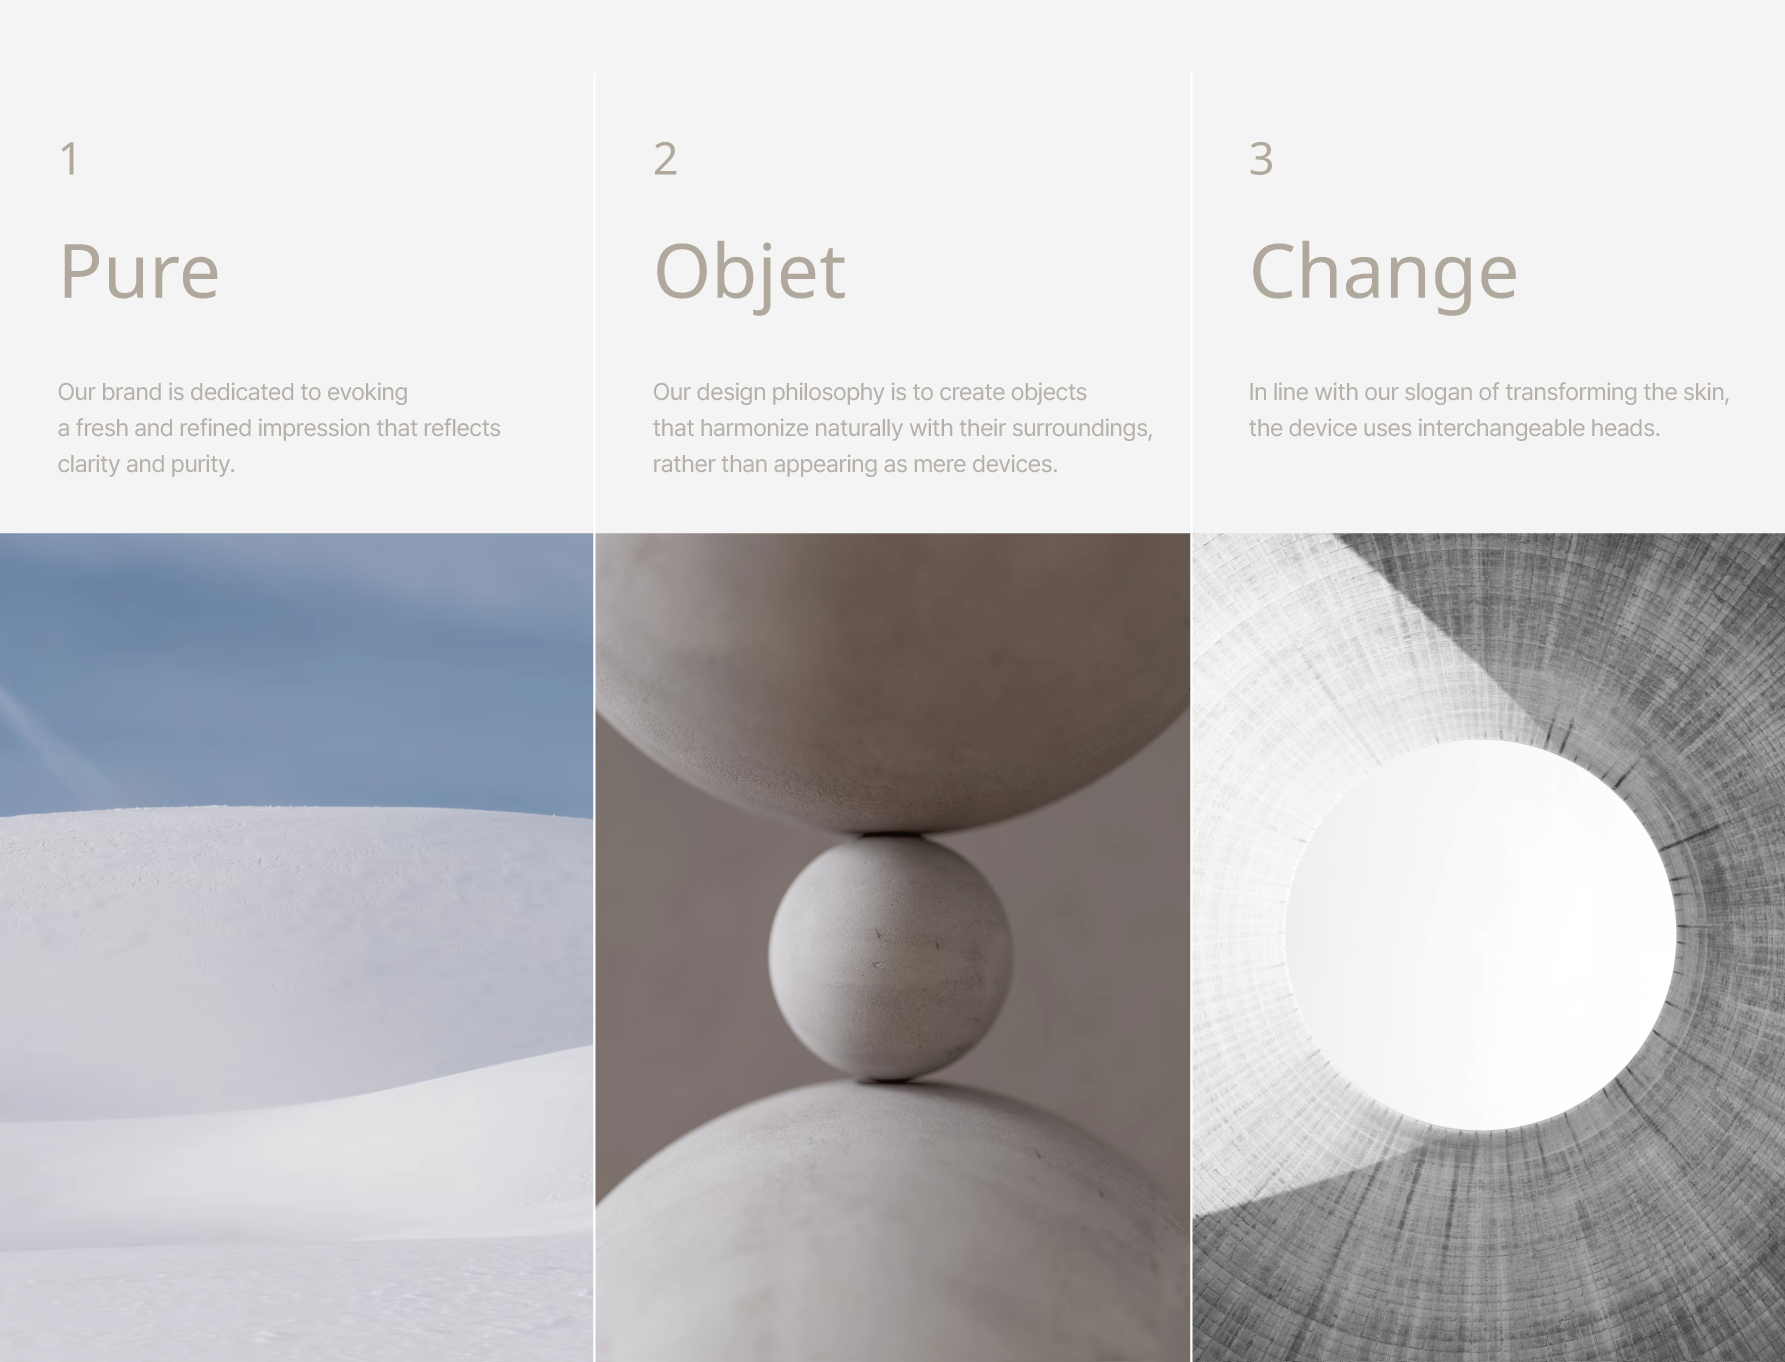 1
Pure
Our brand is dedicated to evoking
a fresh and refined impression that reflects
clarity and purity.
2
Objet
Our design philosophy is to create objects
that harmonize naturally with their surroundings,
rather than appearing as mere devices.
3
Change
In line with our slogan of transforming the skin,
the device uses interchangeable heads.